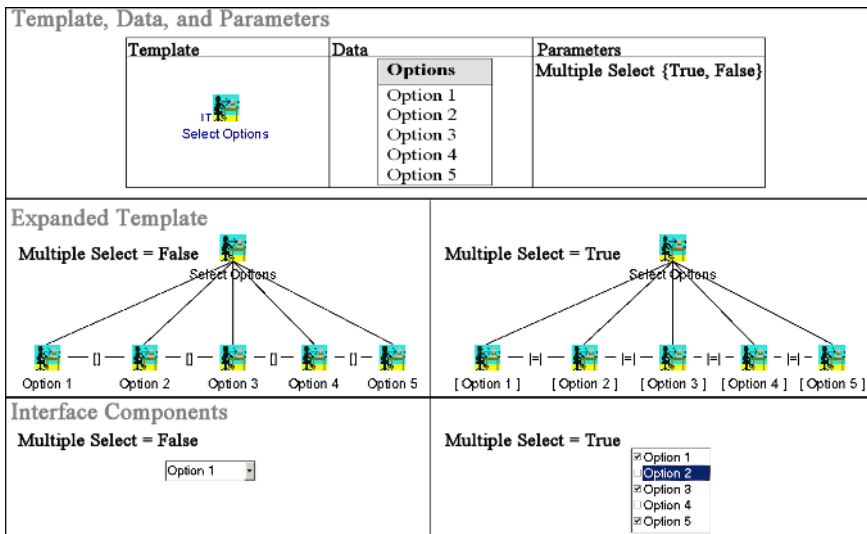 Template, Data, and Parameters
Template Data Parameters
IT
Select Options
Options
Option 1
Option 2
Option 3
Option 4
Option 5
Multiple Select {True, False}
Expanded Template
Multiple Select = False
Select Options
[] [] [] []
Option 1 Option 2 Option 3 Option 4 Option 5
Multiple Select = True
Select Options
|=| |=| |=| |=|
[ Option 1 ] [ Option 2 ] [ Option 3 ] [ Option 4 ] [ Option 5 ]
Interface Components
Multiple Select = False
Option 1
Multiple Select = True
Option 1
Option 2
Option 3
Option 4
Option 5